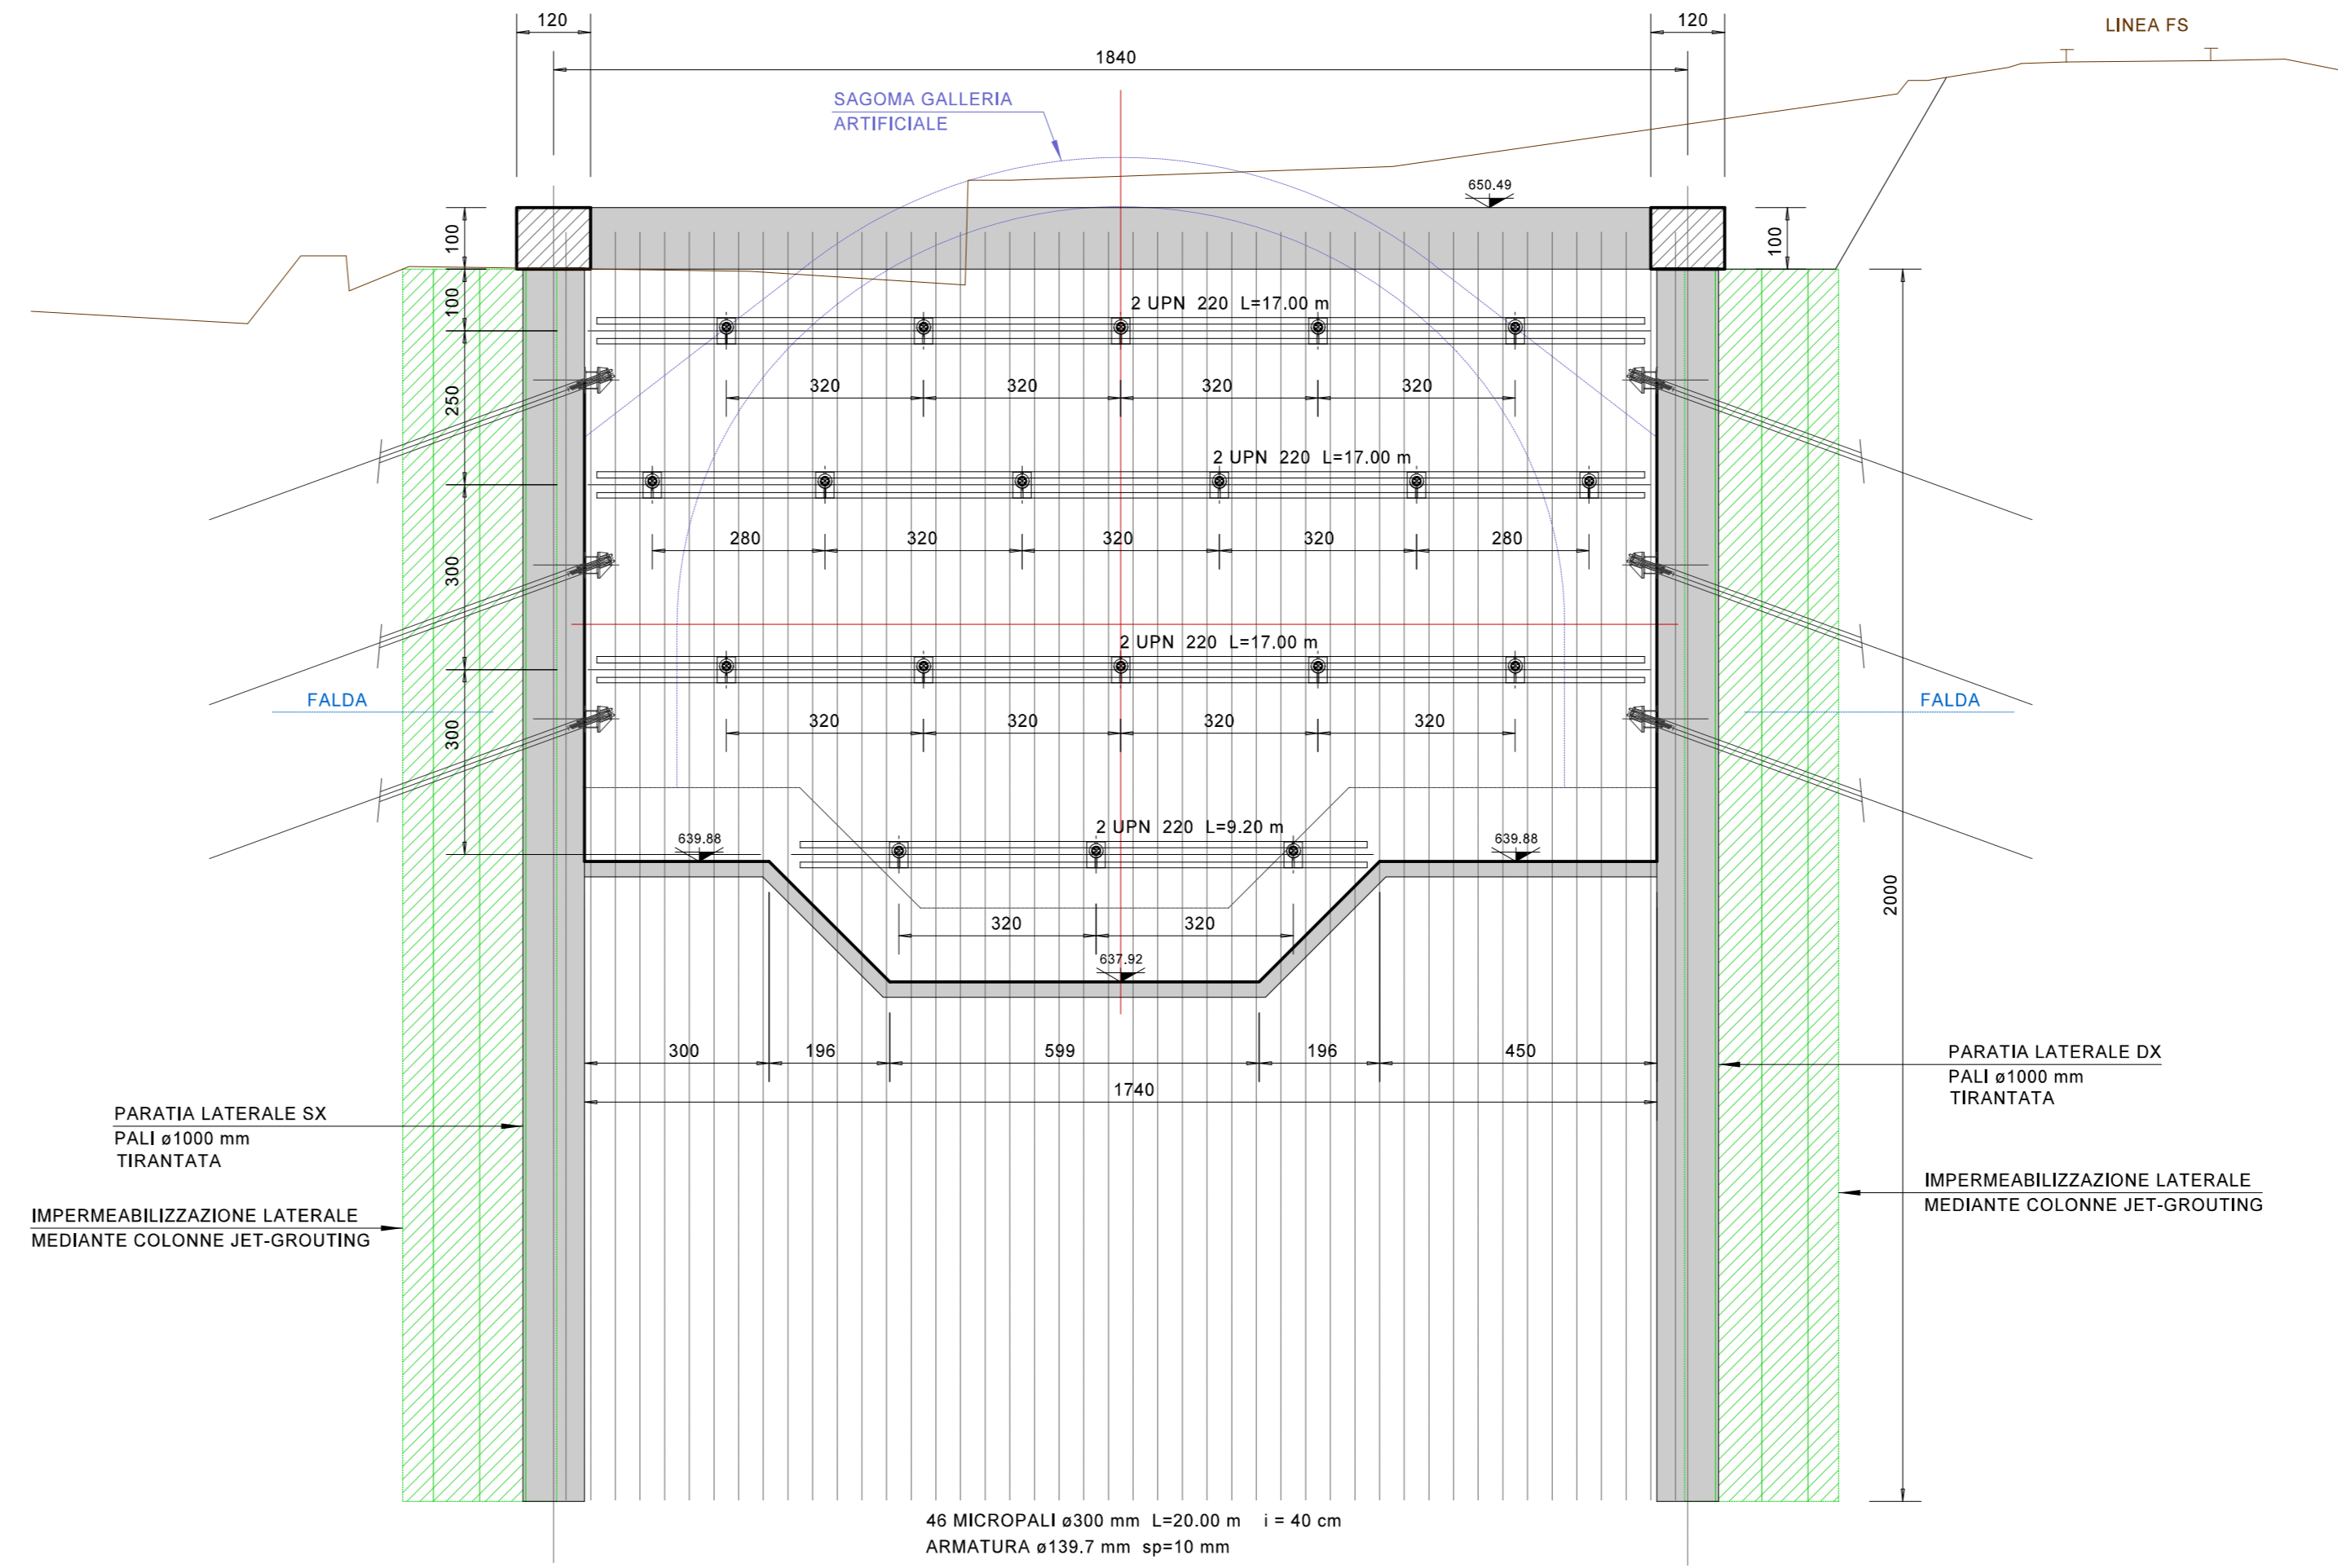 120
120
LINEA FS
1840
SAGOMA GALLERIA
ARTIFICIALE
650.49
100
100
100
2 UPN 220 L=17.00 m
250
320
320
320
320
2 UPN 220 L=17.00 m
300
280
320
320
320
280
2 UPN 220 L=17.00 m
FALDA
FALDA
300
320
320
320
320
2 UPN 220 L=9.20 m
639.88
639.88
2000
320
320
637.92
300
196
599
196
450
1740
PARATIA LATERALE DX
PALI ø1000 mm
TIRANTATA
PARATIA LATERALE SX
PALI ø1000 mm
TIRANTATA
IMPERMEABILIZZAZIONE LATERALE
MEDIANTE COLONNE JET-GROUTING
IMPERMEABILIZZAZIONE LATERALE
MEDIANTE COLONNE JET-GROUTING
46 MICROPALI ø300 mm L=20.00 m i = 40 cm
ARMATURA ø139.7 mm sp=10 mm